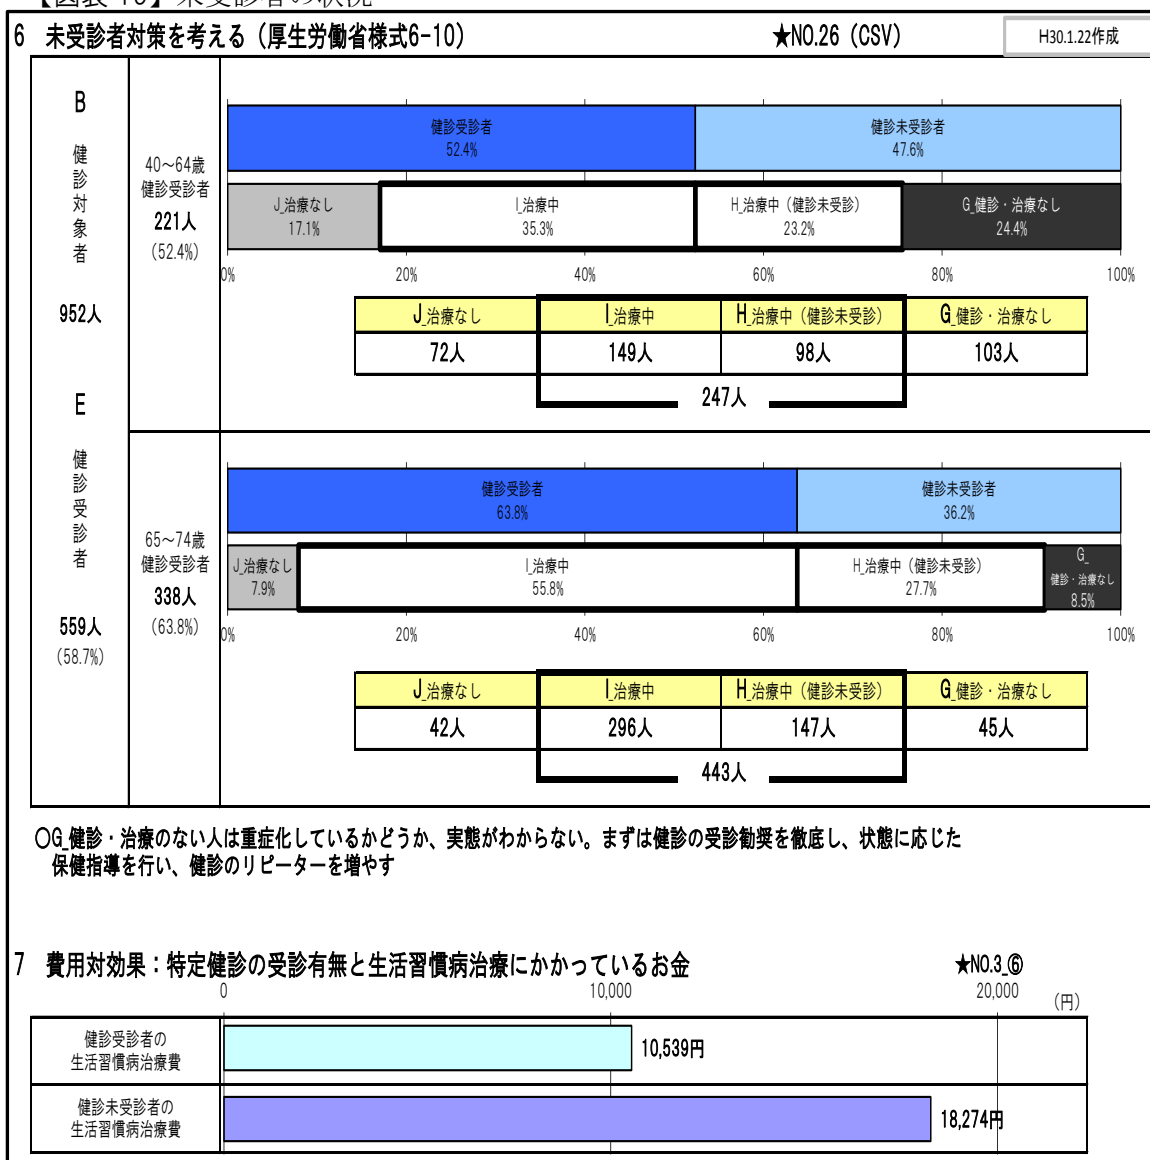 【図表 16】未受診者の状況
6 未受診者対策を考える（厚生労働省様式6-10）
★NO.26（CSV）
H30.1.22作成
B
健診対象者
952人
E
健診受診者
559人
(58.7%)
40～64歳
健診受診者
221人
(52.4%)
健診受診者
52.4%
健診未受診者
47.6%
J_治療なし
17.1%
I_治療中
35.3%
H_治療中（健診未受診）
23.2%
G_健診・治療なし
24.4%
0% 20% 40% 60% 80% 100%
J_治療なし I_治療中 H_治療中（健診未受診） G_健診・治療なし
72人 149人 98人 103人
247人
65～74歳
健診受診者
338人
(63.8%)
健診受診者
63.8%
健診未受診者
36.2%
J_治療なし
7.9%
I_治療中
55.8%
H_治療中（健診未受診）
27.7%
G_
健診・治療なし
8.5%
0% 20% 40% 60% 80% 100%
J_治療なし I_治療中 H_治療中（健診未受診） G_健診・治療なし
42人 296人 147人 45人
443人
○G_健診・治療のない人は重症化しているかどうか、実態がわからない。まずは健診の受診勧奨を徹底し、状態に応じた
保健指導を行い、健診のリピーターを増やす
7 費用対効果：特定健診の受診有無と生活習慣病治療にかかっているお金
★NO.3_⑥
0 10,000 20,000
（円）
健診受診者の
生活習慣病治療費
10,539円
健診未受診者の
生活習慣病治療費
18,274円